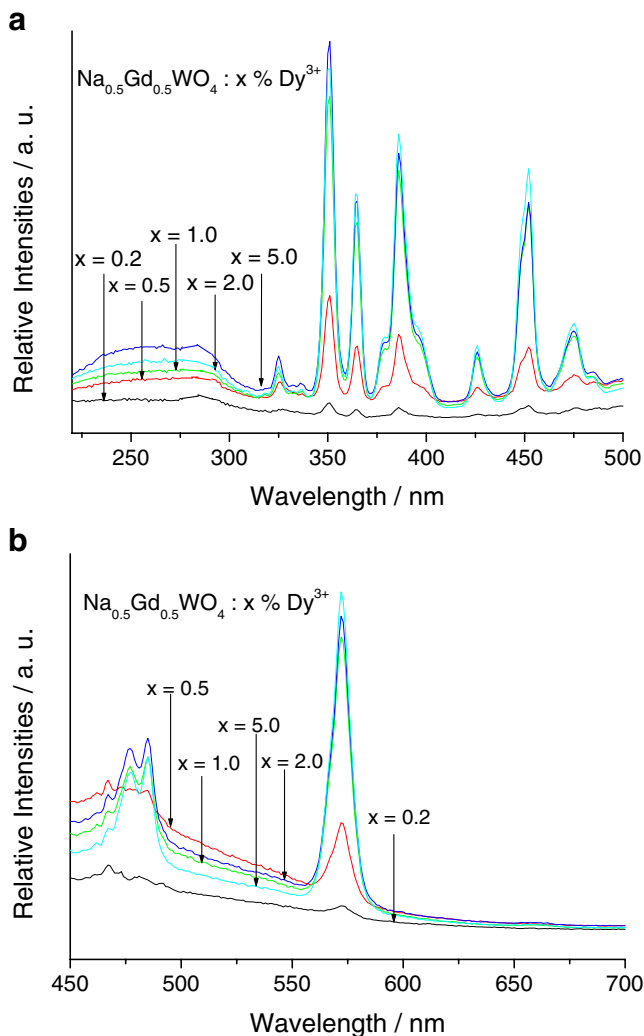 a
Na₀.₅Gd₀.₅WO₄ : x % Dy³⁺
x = 1.0
x = 0.2
x = 5.0
x = 0.5
x = 2.0
Relative Intensities / a. u.
250 300 350 400 450 500
Wavelength / nm
b
Na₀.₅Gd₀.₅WO₄ : x % Dy³⁺
x = 0.5
x = 5.0
x = 1.0
x = 2.0
x = 0.2
Relative Intensities / a. u.
450 500 550 600 650 700
Wavelength / nm